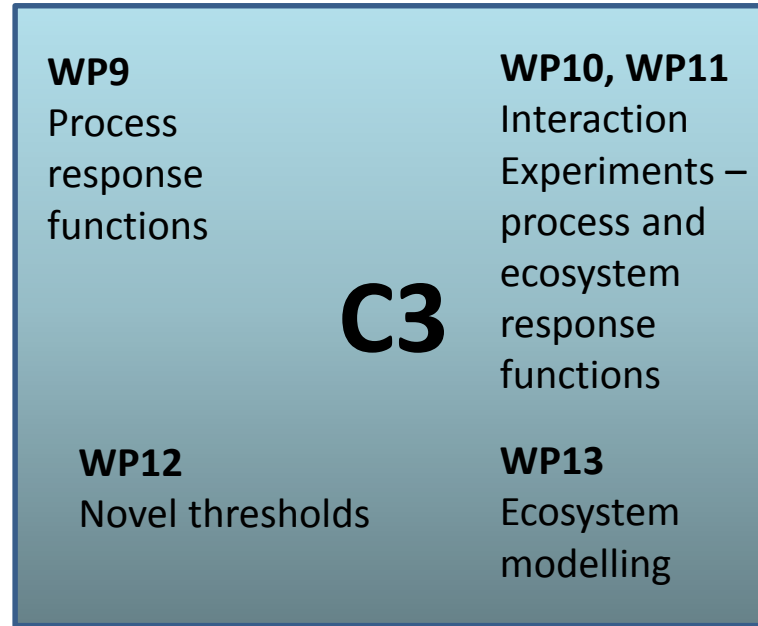 WP9
Process
response
functions
WP10, WP11
Interaction
Experiments –
process and
ecosystem
response
functions
C3
WP12
Novel thresholds
WP13
Ecosystem
modelling